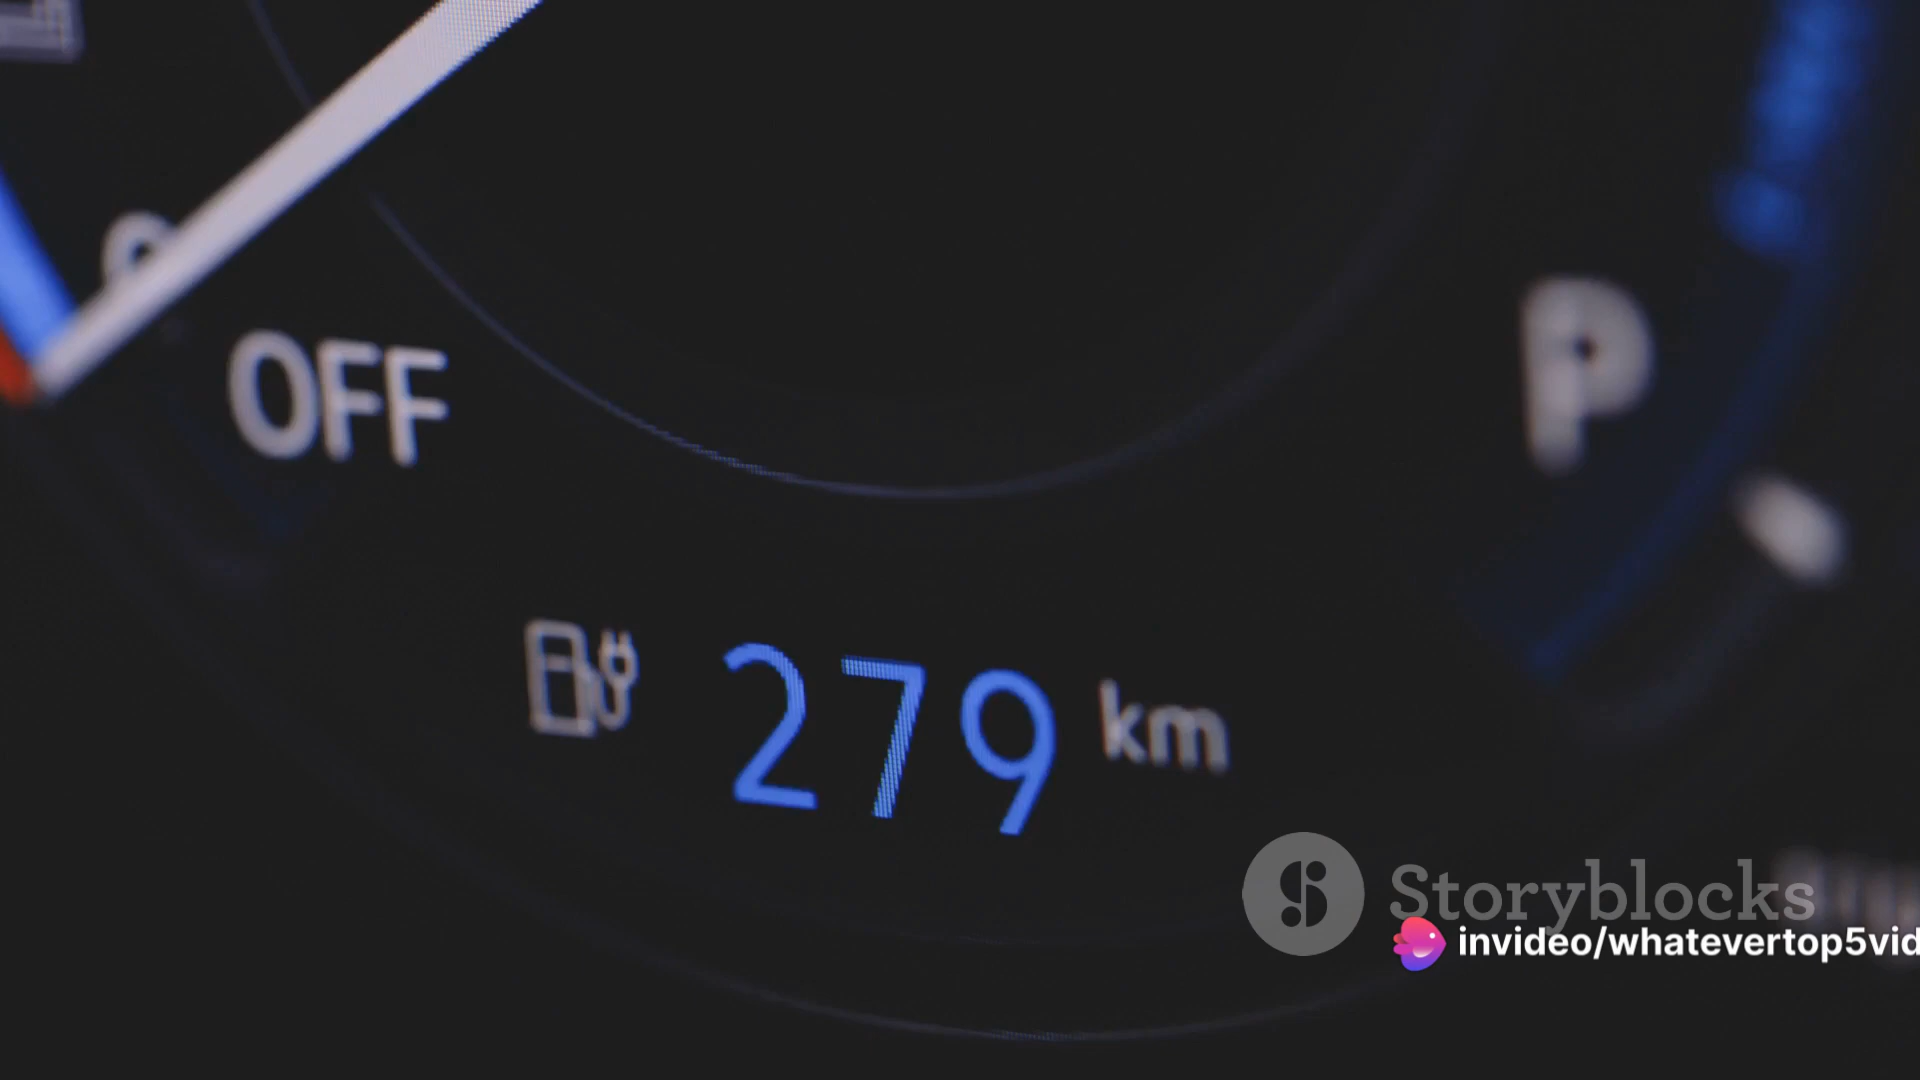 OFF
P
279 km
Storyblocks
invideo/whatevertop5vid